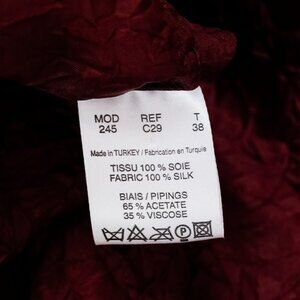 MOD REF T
245 C29 38
Made in TURKEY / Fabrication en Turquie
TISSU 100 % SOIE
FABRIC 100 % SILK
BIAIS / PIPINGS
65 % ACETATE
35 % VISCOSE
P